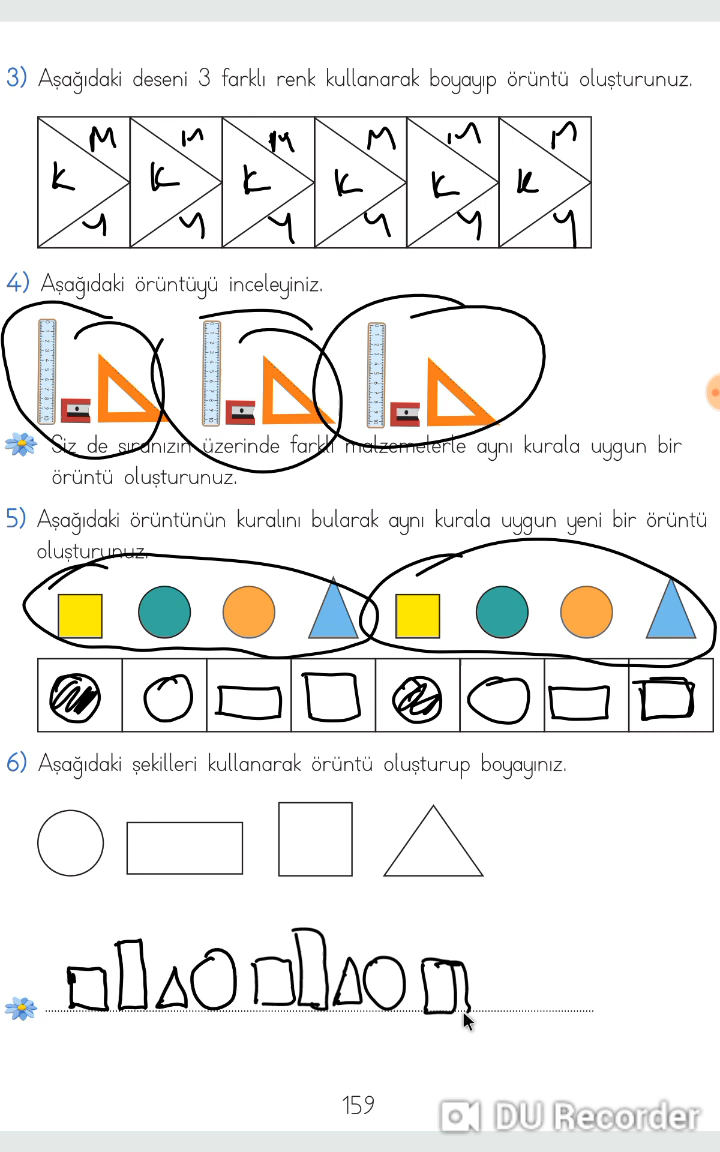 3) Aşağıdaki deseni 3 farklı renk kullanarak boyayıp örüntü oluşturunuz.
M M M M M M
K K K K K K
Y Y Y Y Y Y
4) Aşağıdaki örüntüyü inceleyiniz.
Siz de sıranızın üzerinde farklı malzemelerle aynı kurala uygun bir
örüntü oluşturunuz.
5) Aşağıdaki örüntünün kuralını bularak aynı kurala uygun yeni bir örüntü
oluşturunuz.
6) Aşağıdaki şekilleri kullanarak örüntü oluşturup boyayınız.
159
DU Recorder